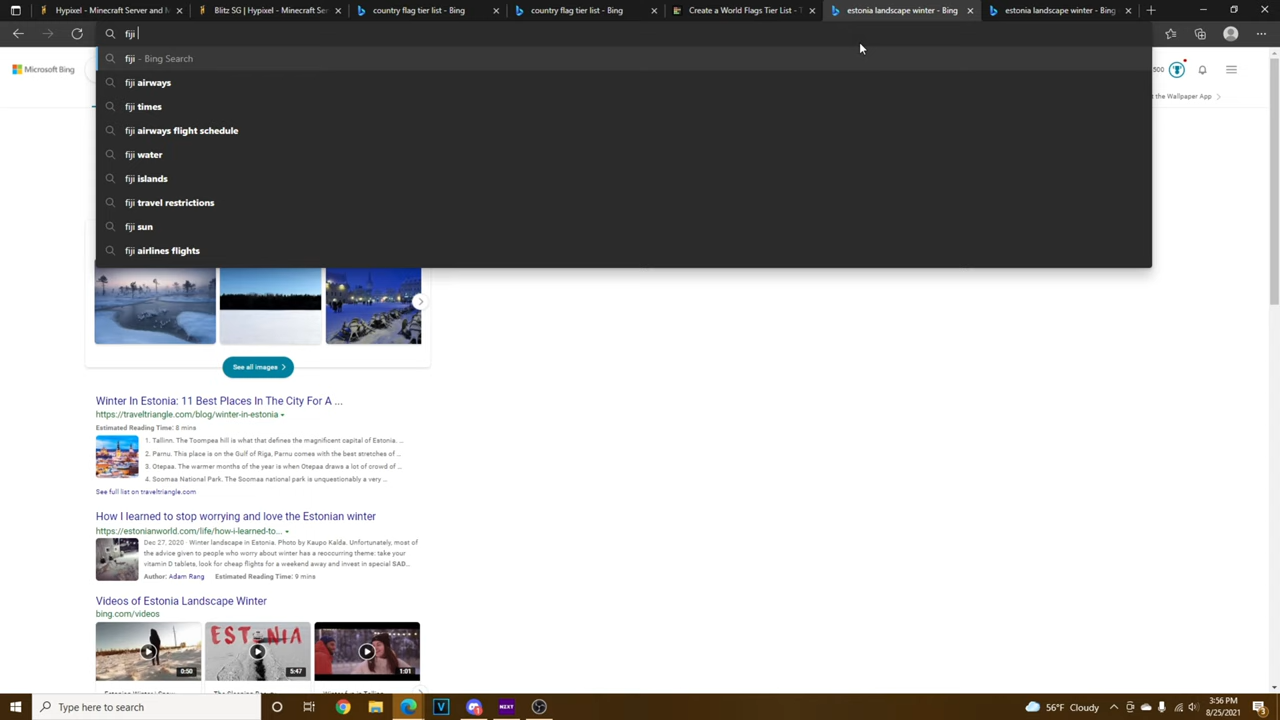 Hypixel - Minecraft Server and M
Blitz SG | Hypixel - Minecraft Ser
country flag tier list - Bing
country flag tier list - Bing
Create a World Flags Tier List - T
estonia landscape winter - Bing
estonia landscape winter - Bing
fiji
Microsoft Bing
fiji - Bing Search
fiji airways
fiji times
fiji airways flight schedule
fiji water
fiji islands
fiji travel restrictions
fiji sun
fiji airlines flights
500
t the Wallpaper App
See all images
Winter In Estonia: 11 Best Places In The City For A ...
https://traveltriangle.com/blog/winter-in-estonia
Estimated Reading Time: 8 mins
1. Tallinn. The Toompea hill is what that defines the magnificent capital of Estonia. ...
2. Parnu. This place is on the Gulf of Riga, Parnu comes with the best stretches of ...
3. Otepaa. The warmer months of the year is when Otepaa draws a lot of crowd of ...
4. Soomaa National Park. The Soomaa national park is unquestionably a very ...
See full list on traveltriangle.com
How I learned to stop worrying and love the Estonian winter
https://estonianworld.com/life/how-i-learned-to...
Dec 27, 2020 · Winter landscape in Estonia. Photo by Kaupo Kalda. Unfortunately, most of
the advice given to people who worry about winter has a reoccurring theme: take your
vitamin D tablets, look for cheap flights for a weekend away and invest in special SAD...
Author: Adam Rang Estimated Reading Time: 9 mins
Videos of Estonia Landscape Winter
bing.com/videos
ESTONIA
0:50
5:47
1:01
Type here to search
NEXT
56°F Cloudy
3:56 PM
8/25/2021
3